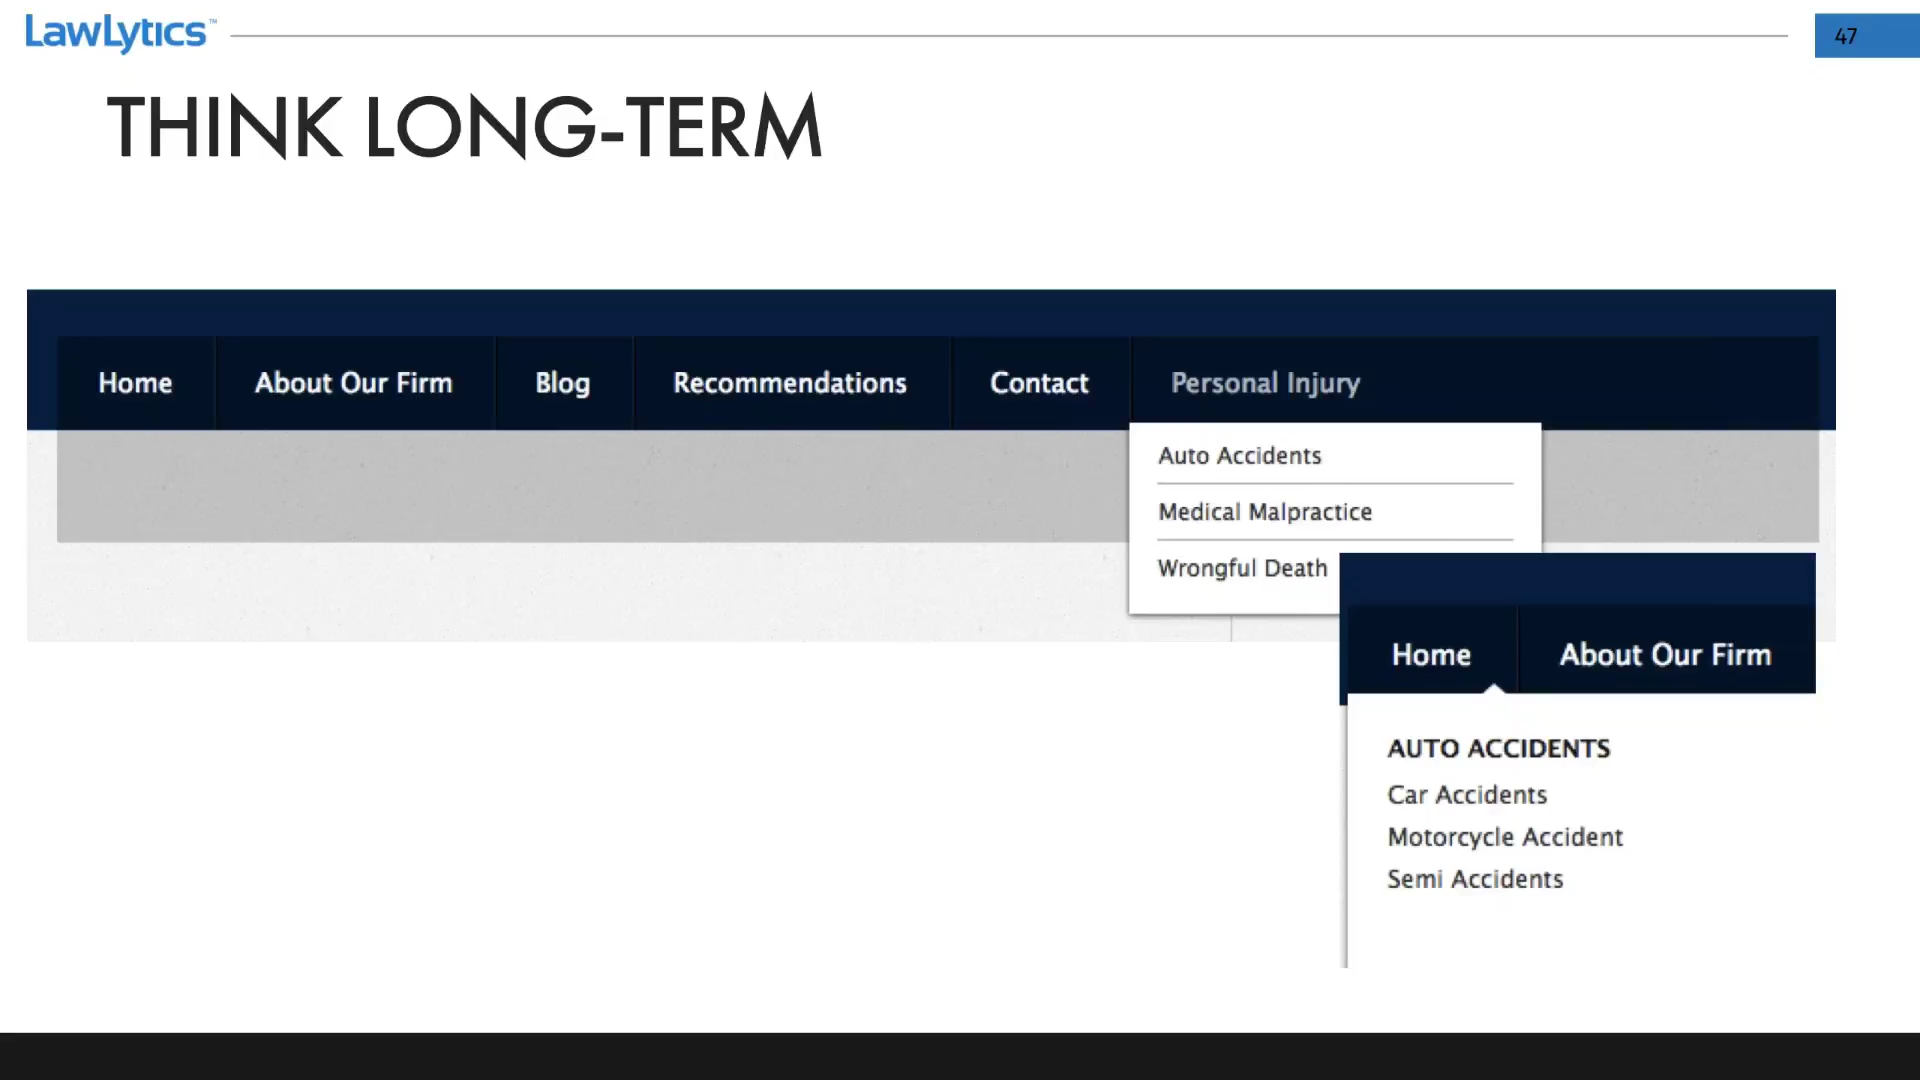 LawLytics™
47
THINK LONG-TERM
Home About Our Firm Blog Recommendations Contact Personal Injury
Auto Accidents
Medical Malpractice
Wrongful Death
Home About Our Firm
AUTO ACCIDENTS
Car Accidents
Motorcycle Accident
Semi Accidents